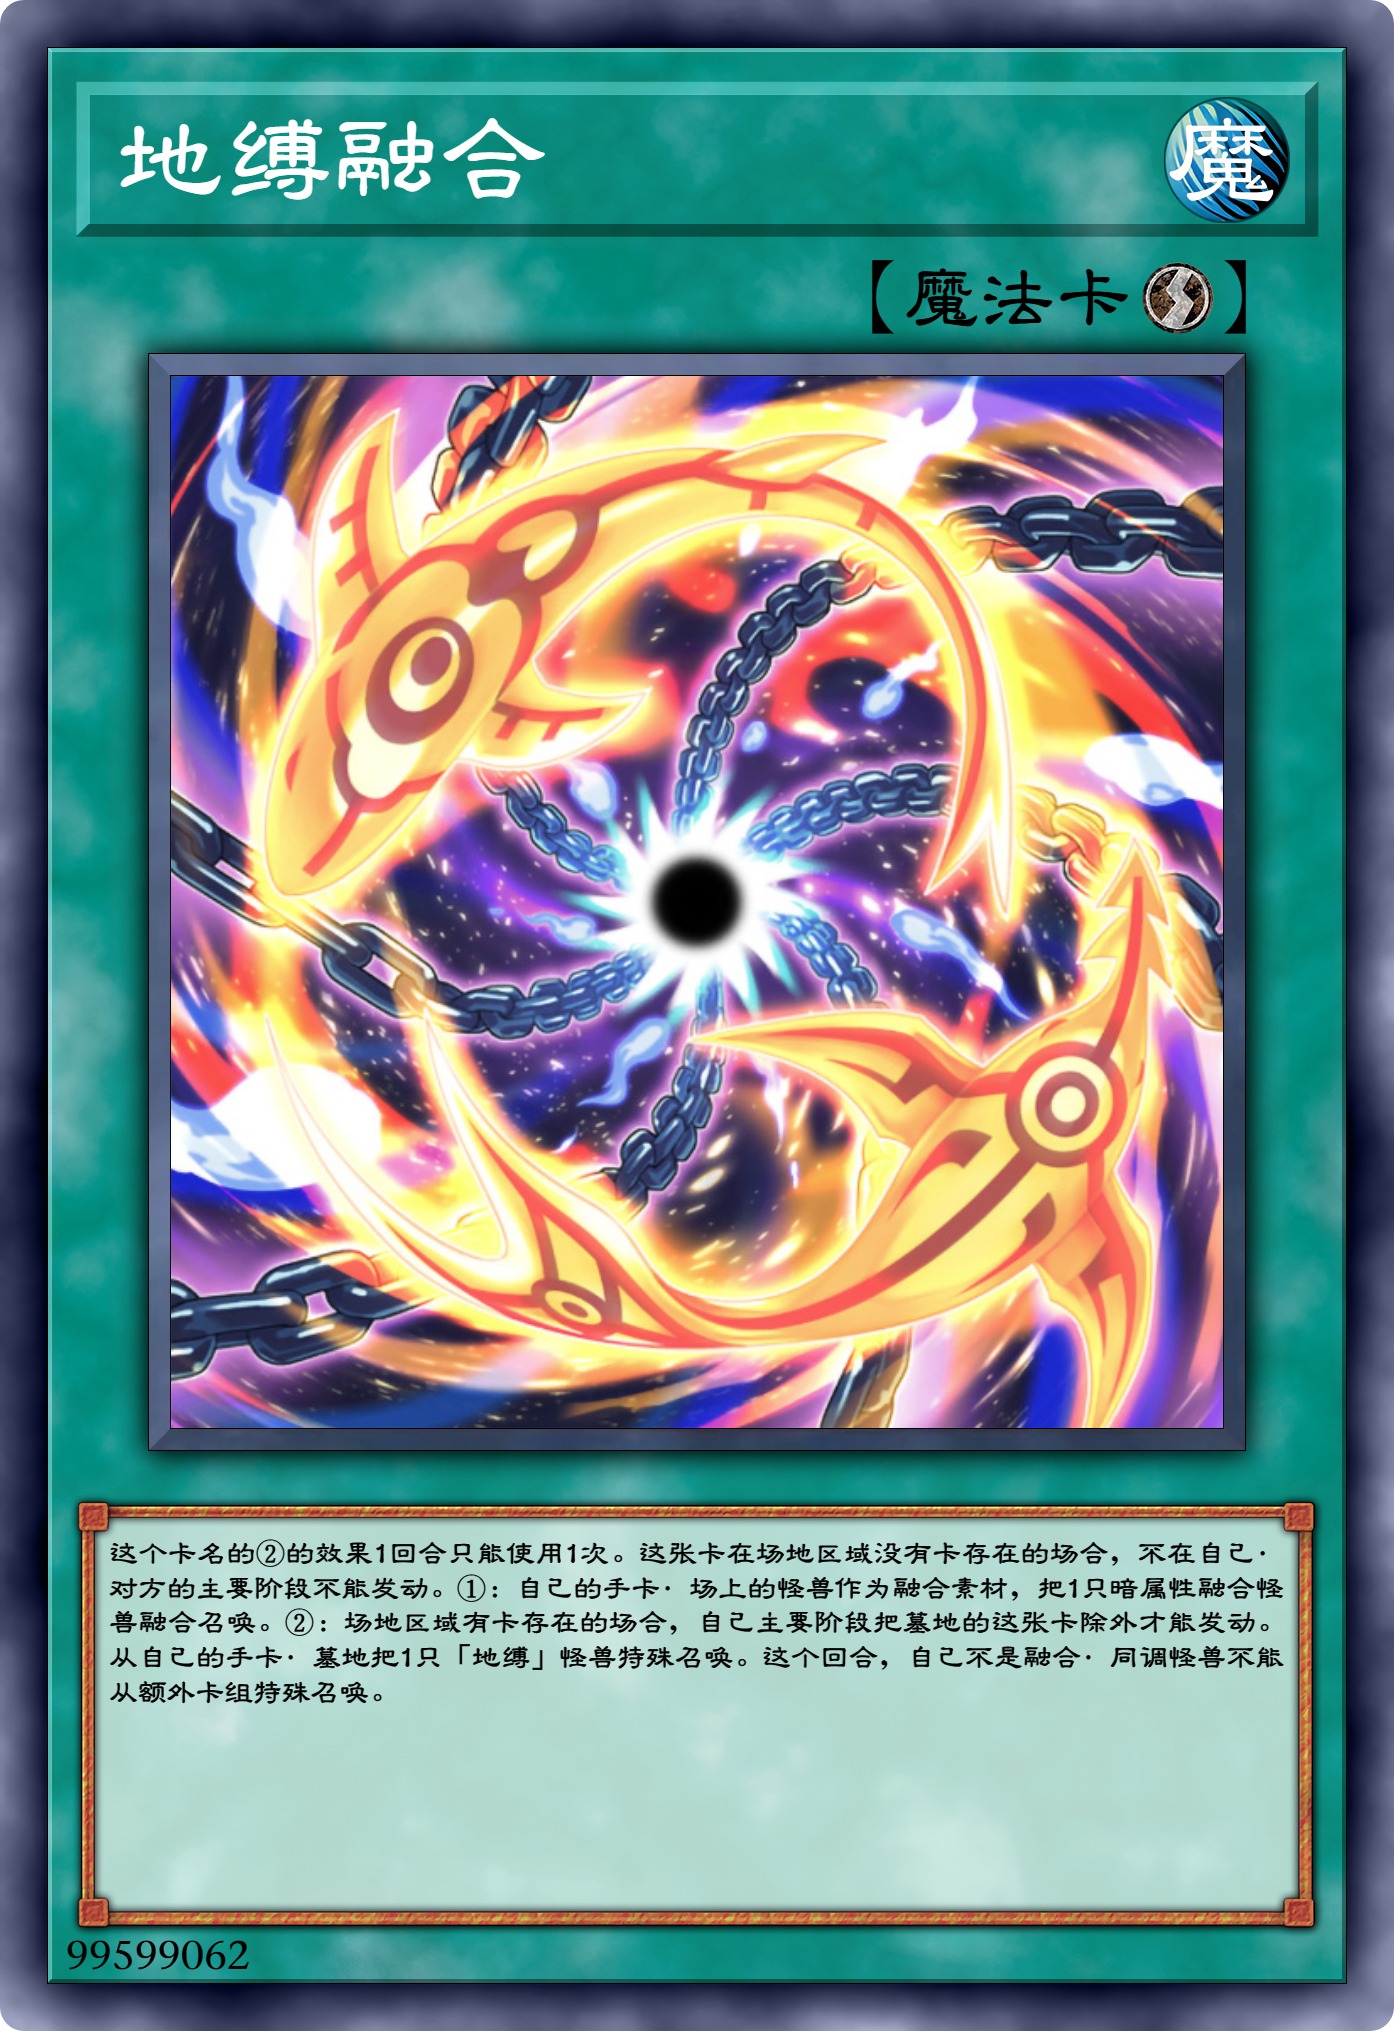 地缚融合
魔
【魔法卡】
这个卡名的②的效果1回合只能使用1次。这张卡在场地区域没有卡存在的场合，不在自己·
对方的主要阶段不能发动。①：自己的手卡·场上的怪兽作为融合素材，把1只暗属性融合怪
兽融合召唤。②：场地区域有卡存在的场合，自己主要阶段把墓地的这张卡除外才能发动。
从自己的手卡·墓地把1只「地缚」怪兽特殊召唤。这个回合，自己不是融合·同调怪兽不能
从额外卡组特殊召唤。
99599062